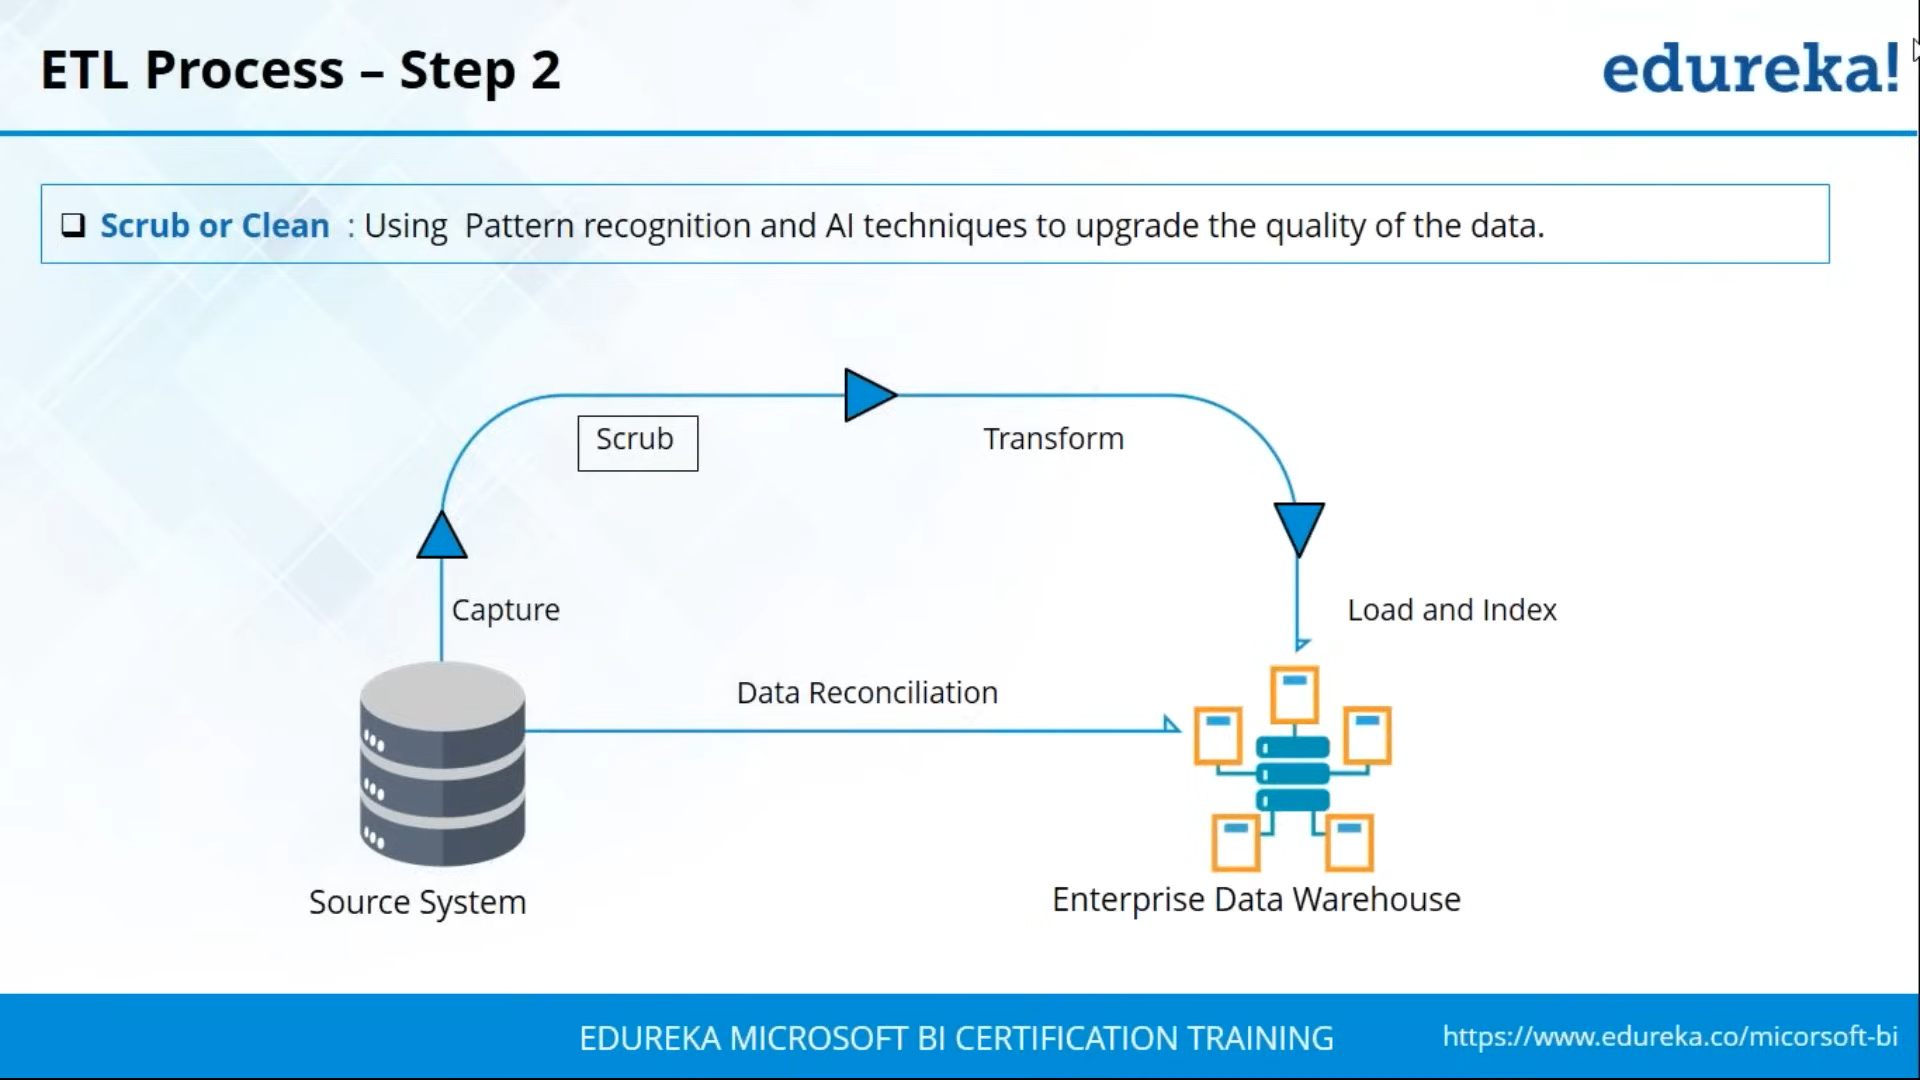 ETL Process – Step 2
edureka!
Scrub or Clean : Using Pattern recognition and AI techniques to upgrade the quality of the data.
Scrub
Transform
Capture
Load and Index
Data Reconciliation
Source System
Enterprise Data Warehouse
EDUREKA MICROSOFT BI CERTIFICATION TRAINING
https://www.edureka.co/micorsoft-bi